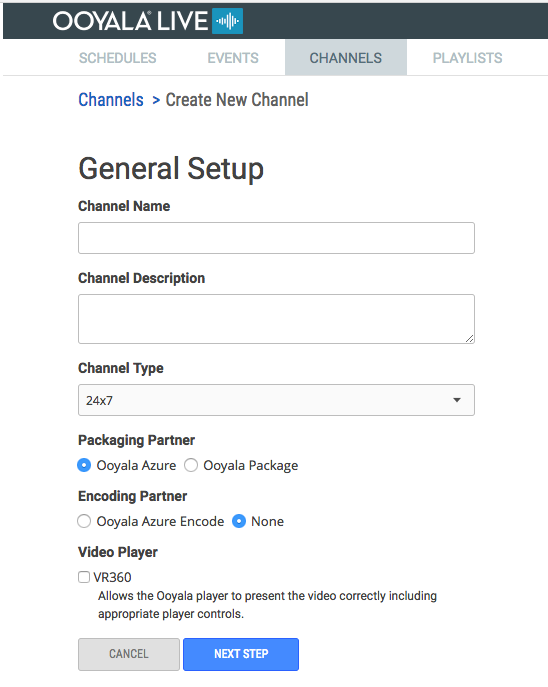 OOYALA® LIVE
SCHEDULES EVENTS CHANNELS PLAYLISTS
Channels > Create New Channel
General Setup
Channel Name
Channel Description
Channel Type
24x7
Packaging Partner
Ooyala Azure Ooyala Package
Encoding Partner
Ooyala Azure Encode None
Video Player
VR360
Allows the Ooyala player to present the video correctly including
appropriate player controls.
CANCEL NEXT STEP